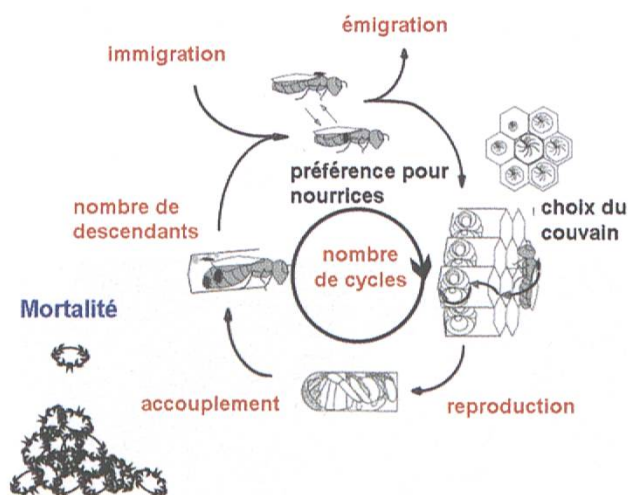 émigration
immigration
préférence pour
nourrices
nombre de
descendants
choix du
couvain
nombre
de cycles
Mortalité
accouplement
reproduction